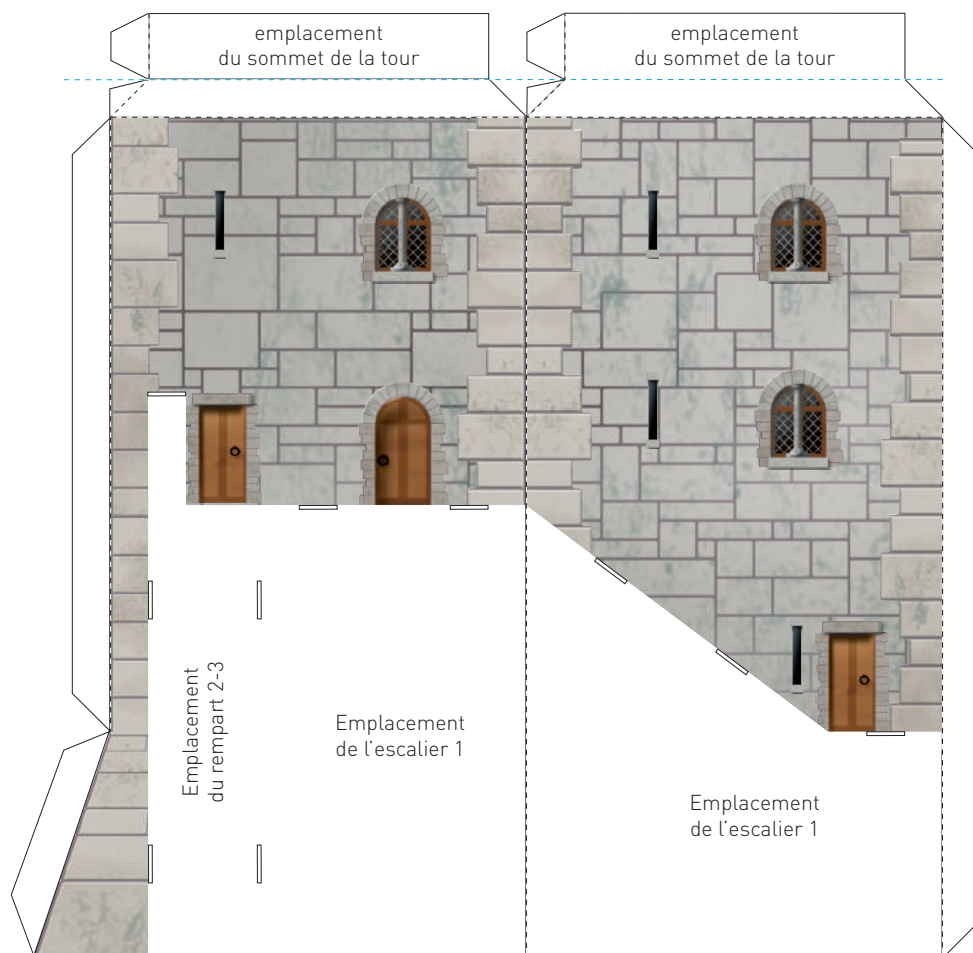 emplacement
du sommet de la tour
emplacement
du sommet de la tour
Emplacement
du rempart 2-3
Emplacement
de l'escalier 1
Emplacement
de l'escalier 1